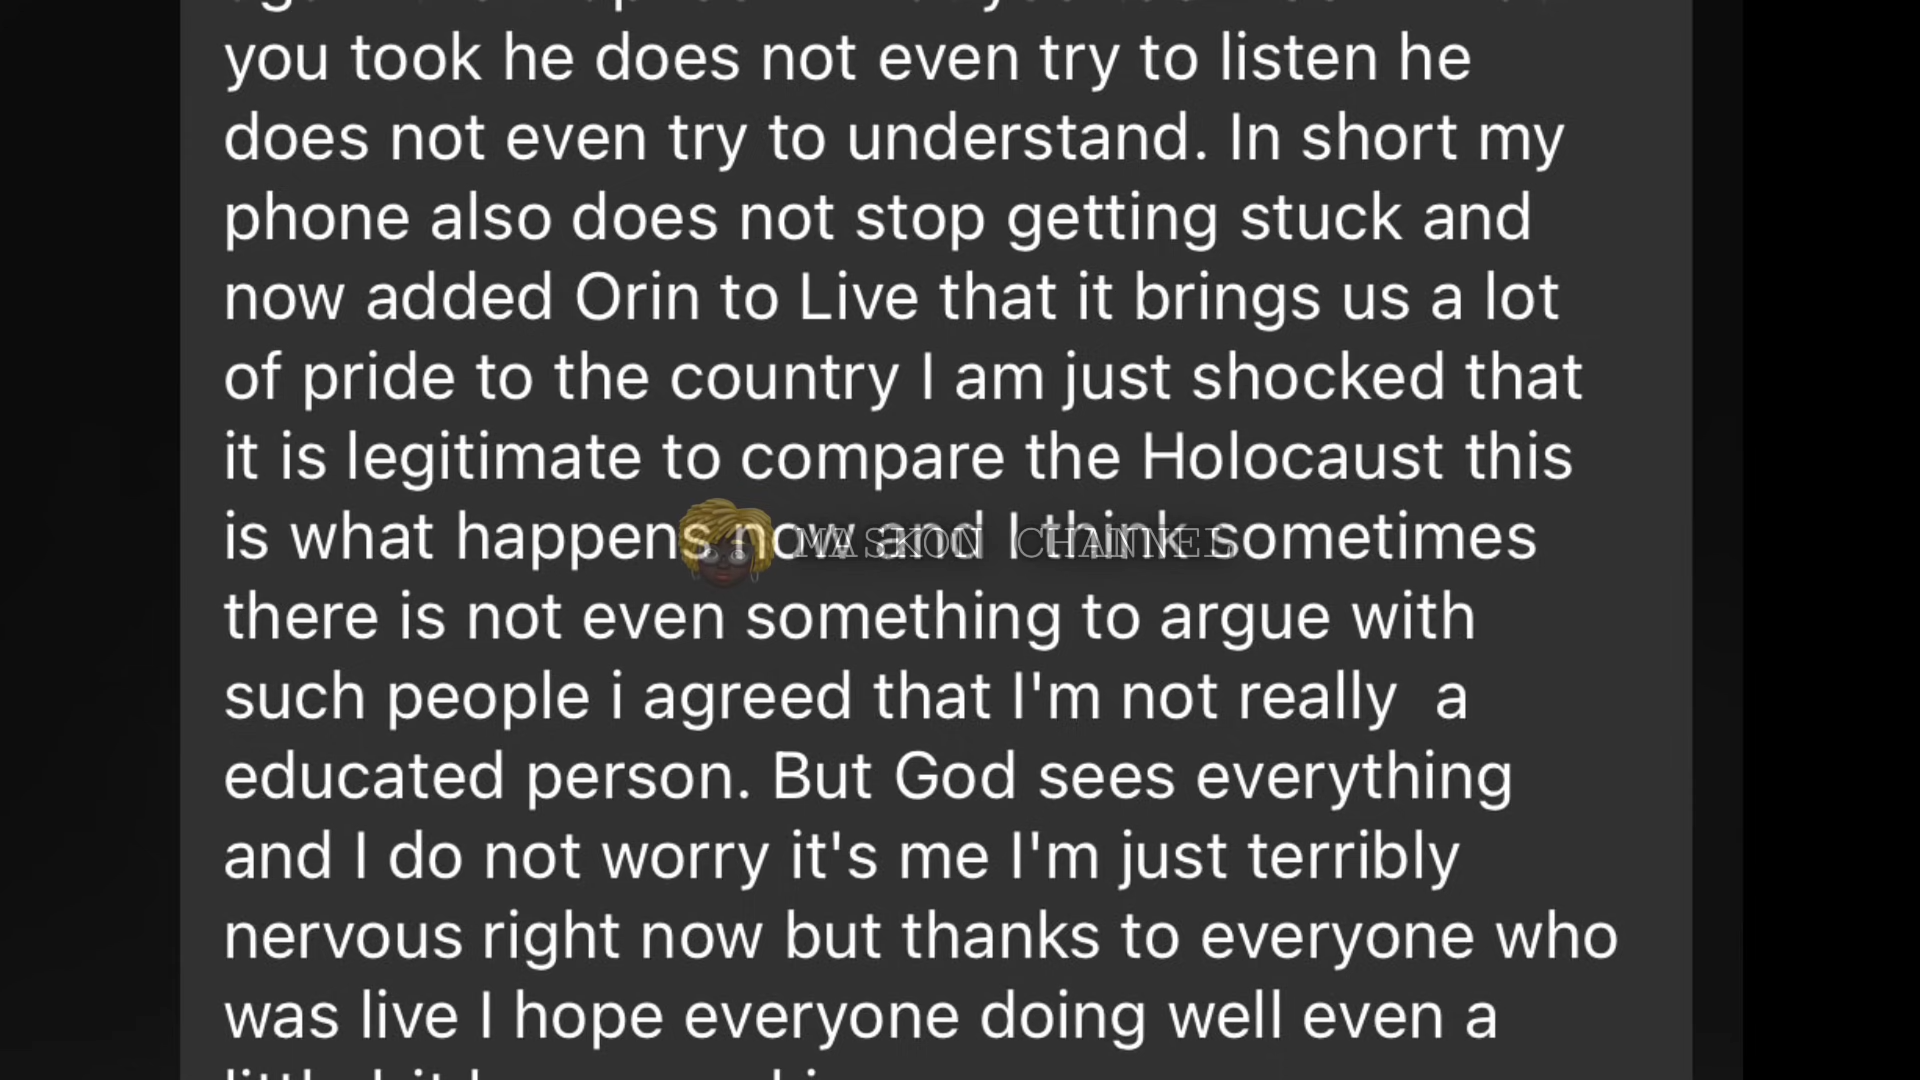 you took he does not even try to listen he
does not even try to understand. In short my
phone also does not stop getting stuck and
now added Orin to Live that it brings us a lot
of pride to the country I am just shocked that
it is legitimate to compare the Holocaust this
is what happens now and I think sometimes
MASKON CHANNEL
there is not even something to argue with
such people i agreed that I'm not really  a
educated person. But God sees everything
and I do not worry it's me I'm just terribly
nervous right now but thanks to everyone who
was live I hope everyone doing well even a